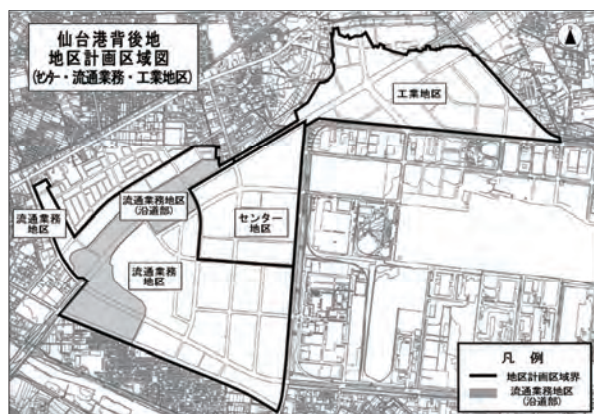 仙台港背後地
地区計画区域図
(センター・流通業務・工業地区)
工業地区
流通業務地区
(沿道部)
流通業務
地区
センター
地区
流通業務
地区
凡例
地区計画区域界
流通業務地区
(沿道部)